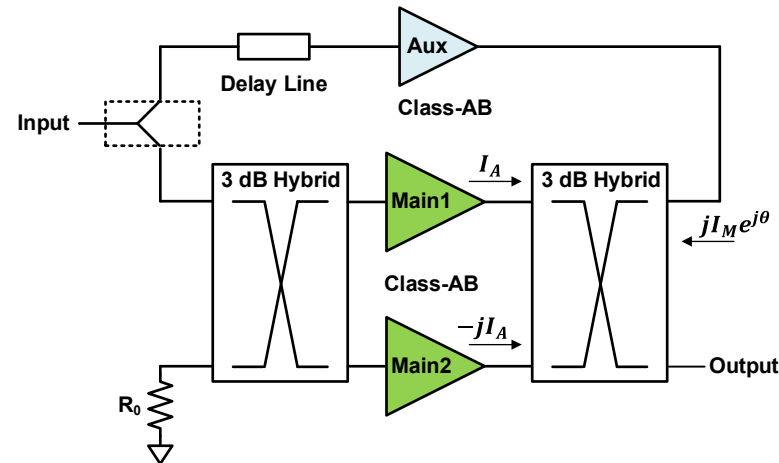 Aux
Delay Line
Class-AB
Input
3 dB Hybrid
Main1
I_A
3 dB Hybrid
jI_Me^{jθ}
Class-AB
Main2
-jI_A
Output
R₀